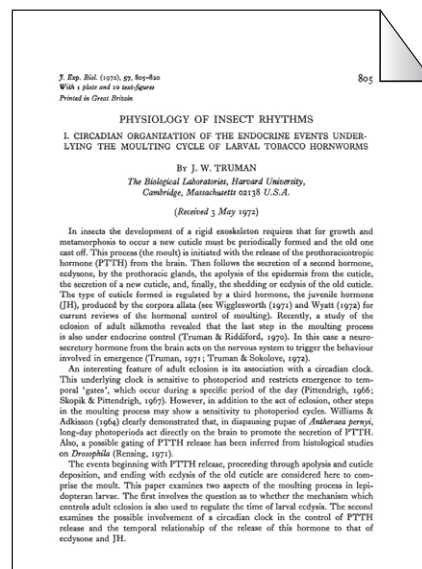 J. Exp. Biol. (1972), 57, 805-820
With 1 plate and 10 text-figures
Printed in Great Britain
805
PHYSIOLOGY OF INSECT RHYTHMS
I. CIRCADIAN ORGANIZATION OF THE ENDOCRINE EVENTS UNDER-
LYING THE MOULTING CYCLE OF LARVAL TOBACCO HORNWORMS
BY J. W. TRUMAN
The Biological Laboratories, Harvard University,
Cambridge, Massachusetts 02138 U.S.A.
(Received 3 May 1972)
In insects the development of a rigid exoskeleton requires that for growth and
metamorphosis to occur a new cuticle must be periodically formed and the old one
cast off. This process (the moult) is initiated with the release of the prothoracicotropic
hormone (PTTH) from the brain. Then follows the secretion of a second hormone,
ecdysone, by the prothoracic glands, the apolysis of the epidermis from the cuticle,
the secretion of a new cuticle, and, finally, the shedding or ecdysis of the old cuticle.
The type of cuticle formed is regulated by a third hormone, the juvenile hormone
(JH), produced by the corpora allata (see Wigglesworth (1971) and Wyatt (1972) for
current reviews of the hormonal control of moulting). Recently, a study of the
eclosion of adult silkmoths revealed that the last step in the moulting process
is also under endocrine control (Truman & Riddiford, 1970). In this case a neuro-
secretory hormone from the brain acts on the nervous system to trigger the behaviour
involved in emergence (Truman, 1971; Truman & Sokolove, 1972).
An interesting feature of adult eclosion is its association with a circadian clock.
This underlying clock is sensitive to photoperiod and restricts emergence to tem-
poral 'gates', which occur during a specific period of the day (Pittendrigh, 1966;
Skopik & Pittendrigh, 1967). However, in addition to the act of eclosion, other steps
in the moulting process may show a sensitivity to photoperiod cycles. Williams &
Adkisson (1964) clearly demonstrated that, in diapausing pupae of Antheraea pernyi,
long-day photoperiods act directly on the brain to promote the secretion of PTTH.
Also, a possible gating of PTTH release has been inferred from histological studies
on Drosophila (Rensing, 1971).
The events beginning with PTTH release, proceeding through apolysis and cuticle
deposition, and ending with ecdysis of the old cuticle are considered here to com-
prise the moult. This paper examines two aspects of the moulting process in lepi-
dopteran larvae. The first involves the question as to whether the mechanism which
controls adult eclosion is also used to regulate the time of larval ecdysis. The second
examines the possible involvement of a circadian clock in the control of PTTH
release and the temporal relationship of the release of this hormone to that of
ecdysone and JH.